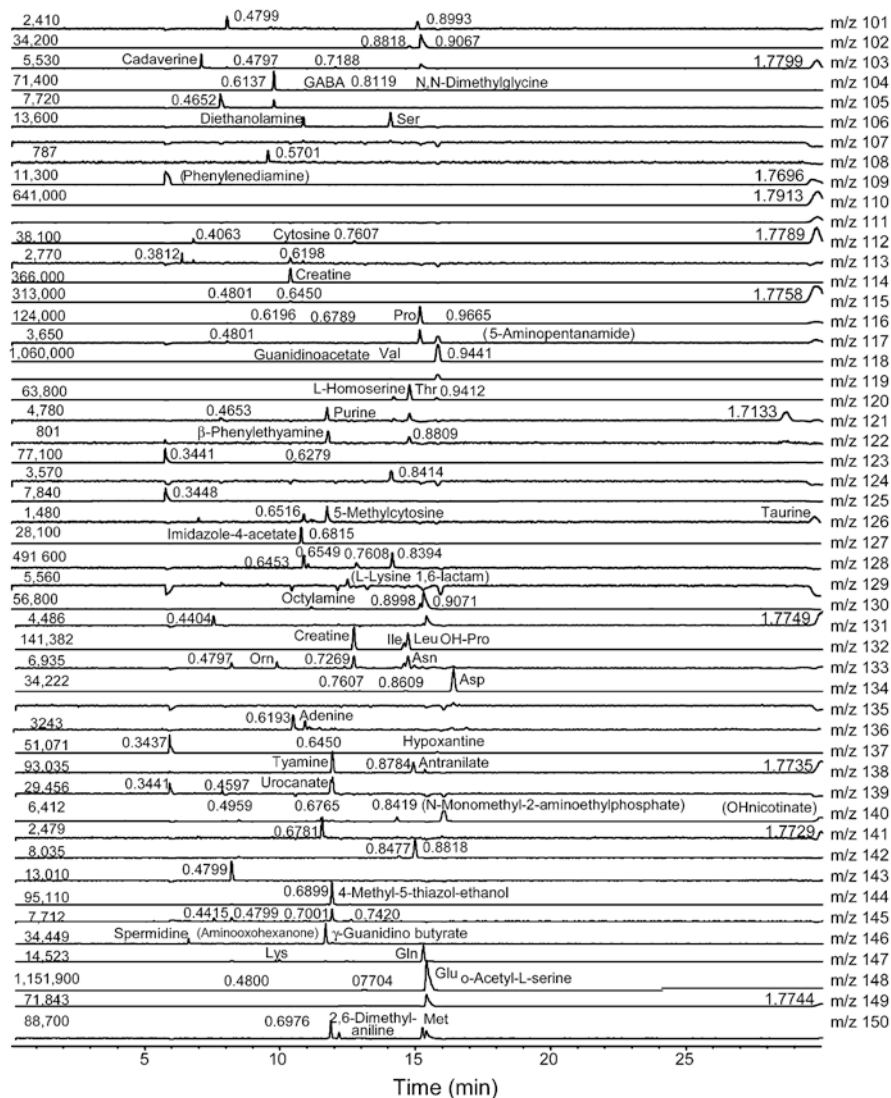 2,410 0.4799 0.8993 m/z 101
34,200 0.8818 0.9067 m/z 102
5,530 Cadaverine 0.4797 0.7188 1.7799 m/z 103
71,400 0.6137 GABA 0.8119 N,N-Dimethylglycine m/z 104
7,720 0.4652 m/z 105
13,600 Diethanolamine Ser m/z 106
m/z 107
787 0.5701 m/z 108
11,300 (Phenylenediamine) 1.7696 m/z 109
641,000 1.7913 m/z 110
m/z 111
38,100 0.4063 Cytosine 0.7607 1.7789 m/z 112
2,770 0.3812 0.6198 m/z 113
366,000 Creatine m/z 114
313,000 0.4801 0.6450 1.7758 m/z 115
124,000 0.6196 0.6789 Pro 0.9665 m/z 116
3,650 0.4801 (5-Aminopentanamide) m/z 117
1,060,000 Guanidinoacetate Val 0.9441 m/z 118
m/z 119
63,800 L-Homoserine Thr 0.9412 m/z 120
4,780 0.4653 Purine 1.7133 m/z 121
801 β-Phenylethyamine 0.8809 m/z 122
77,100 0.3441 0.6279 m/z 123
3,570 0.8414 m/z 124
7,840 0.3448 m/z 125
1,480 0.6516 5-Methylcytosine Taurine m/z 126
28,100 Imidazole-4-acetate 0.6815 m/z 127
491 600 0.6453 0.6549 0.7608 0.8394 m/z 128
5,560 (L-Lysine 1,6-lactam) m/z 129
56,800 Octylamine 0.8998 0.9071 m/z 130
4,486 0.4404 1.7749 m/z 131
141,382 Creatine Ile Leu OH-Pro m/z 132
6,935 0.4797 Orn 0.7269 Asn m/z 133
34,222 0.7607 0.8609 Asp m/z 134
m/z 135
3243 0.6193 Adenine m/z 136
51,071 0.3437 0.6450 Hypoxantine m/z 137
93,035 Tyamine 0.8784 Antranilate 1.7735 m/z 138
29,456 0.3441 0.4597 Urocanate m/z 139
6,412 0.4959 0.6765 0.8419 (N-Monomethyl-2-aminoethylphosphate) (OHnicotinate) m/z 140
2,479 0.6781 1.7729 m/z 141
8,035 0.8477 0.8818 m/z 142
13,010 0.4799 m/z 143
95,110 0.6899 4-Methyl-5-thiazol-ethanol m/z 144
7,712 0.4415 0.4799 0.7001 0.7420 m/z 145
34,449 Spermidine (Aminooxohexanone) γ-Guanidino butyrate m/z 146
14,523 Lys Gln m/z 147
1,151,900 0.4800 07704 Glu o-Acetyl-L-serine m/z 148
71,843 1.7744 m/z 149
88,700 0.6976 2,6-Dimethyl-aniline Met m/z 150
5 10 15 20 25
Time (min)